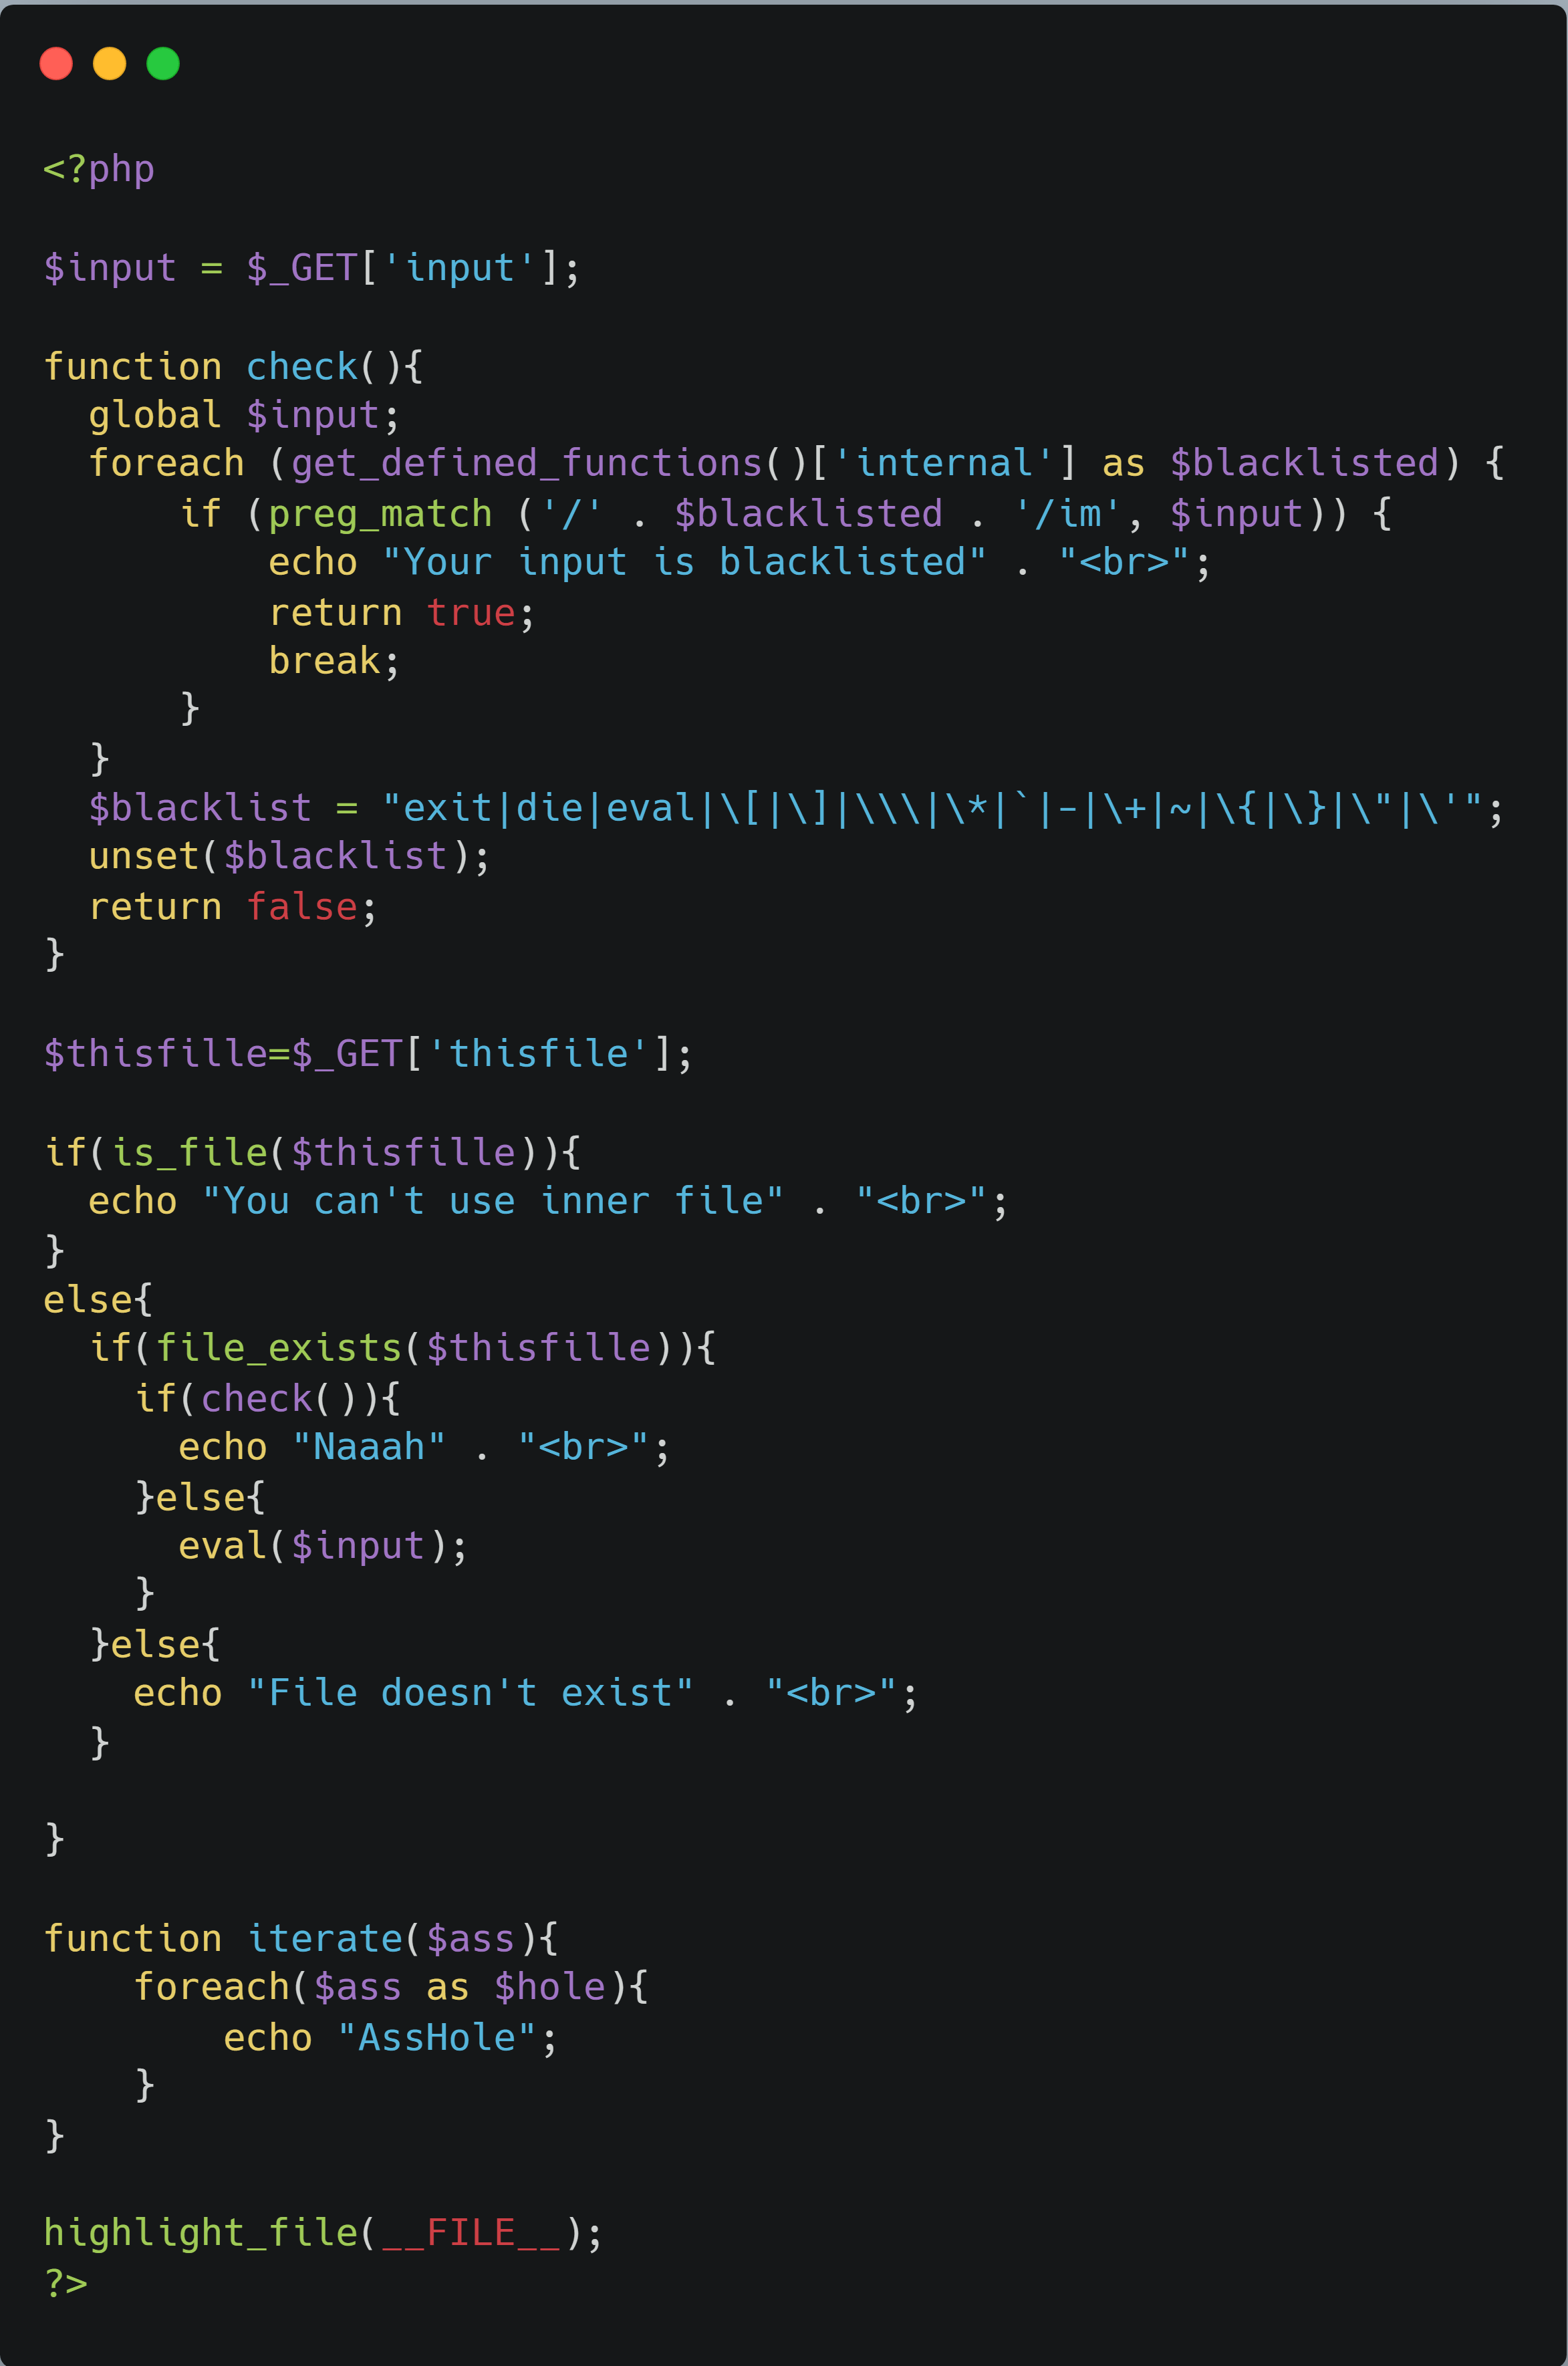 <?php
$input = $_GET['input'];
function check(){
  global $input;
  foreach (get_defined_functions()['internal'] as $blacklisted) {
      if (preg_match ('/' . $blacklisted . '/im', $input)) {
          echo "Your input is blacklisted" . "<br>";
          return true;
          break;
      }
  }
  $blacklist = "exit|die|eval|\[|\]|\\\|\*|`|-|\+|~|\{|\}|\"|\'";
  unset($blacklist);
  return false;
}
$thisfille=$_GET['thisfile'];
if(is_file($thisfille)){
  echo "You can't use inner file" . "<br>";
}
else{
  if(file_exists($thisfille)){
    if(check()){
      echo "Naaah" . "<br>";
    }else{
      eval($input);
    }
  }else{
    echo "File doesn't exist" . "<br>";
  }
}
function iterate($ass){
    foreach($ass as $hole){
        echo "AssHole";
    }
}
highlight_file(__FILE__);
?>